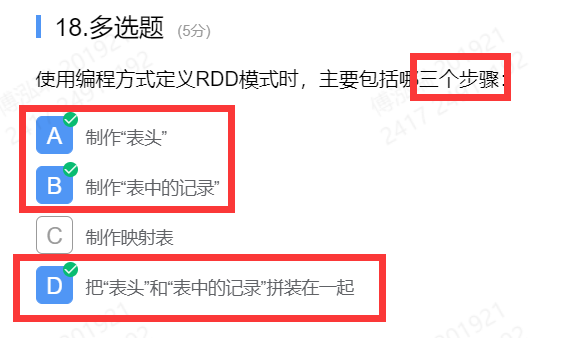 18.多选题 (5分)
使用编程方式定义RDD模式时，主要包括哪三个步骤：
A 制作“表头”
B 制作“表中的记录”
C 制作映射表
D 把“表头”和“表中的记录”拼装在一起